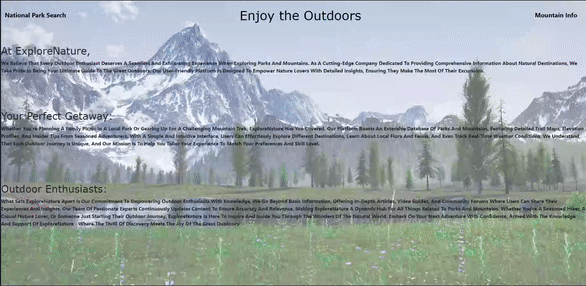 National Park Search
Enjoy the Outdoors
Mountain Info
At ExploreNature,
We Believe That Every Outdoor Enthusiast Deserves A Seamless And Exhilarating Experience When Exploring Parks And Mountains. As A Cutting-Edge Company Dedicated To Providing Comprehensive Information About Natural Destinations, We
Take Pride In Being Your Ultimate Guide To The Great Outdoors. Our User-Friendly Platform Is Designed To Empower Nature Lovers With Detailed Insights, Ensuring They Make The Most Of Their Excursions.
Your Perfect Getaway:
Whether You're Planning A Family Picnic In A Local Park Or Gearing Up For A Challenging Mountain Trek, ExploreNature Has You Covered. Our Platform Boasts An Extensive Database Of Parks And Mountains, Featuring Detailed Trail Maps, Elevation
Profiles, And Insider Tips From Seasoned Adventurers. With A Simple And Intuitive Interface, Users Can Effortlessly Explore Different Destinations, Learn About Local Flora And Fauna, And Even Track Real-Time Weather Conditions. We Understand
That Each Outdoor Journey Is Unique, And Our Mission Is To Help You Tailor Your Experience To Match Your Preferences And Skill Level.
Outdoor Enthusiasts:
What Sets ExploreNature Apart Is Our Commitment To Empowering Outdoor Enthusiasts With Knowledge. We Go Beyond Basic Information, Offering In-Depth Articles, Video Guides, And Community Forums Where Users Can Share Their
Experiences And Insights. Our Team Of Passionate Experts Continuously Updates Content To Ensure Accuracy And Relevance, Making ExploreNature A Dynamic Hub For All Things Related To Parks And Mountains. Whether You're A Seasoned Hiker, A
Casual Nature Lover, Or Someone Just Starting Their Outdoor Journey, ExploreNature Is Here To Inspire And Guide You Through The Wonders Of The Natural World. Embark On Your Next Adventure With Confidence, Armed With The Knowledge
And Support Of ExploreNature - Where The Thrill Of Discovery Meets The Joy Of The Great Outdoors.